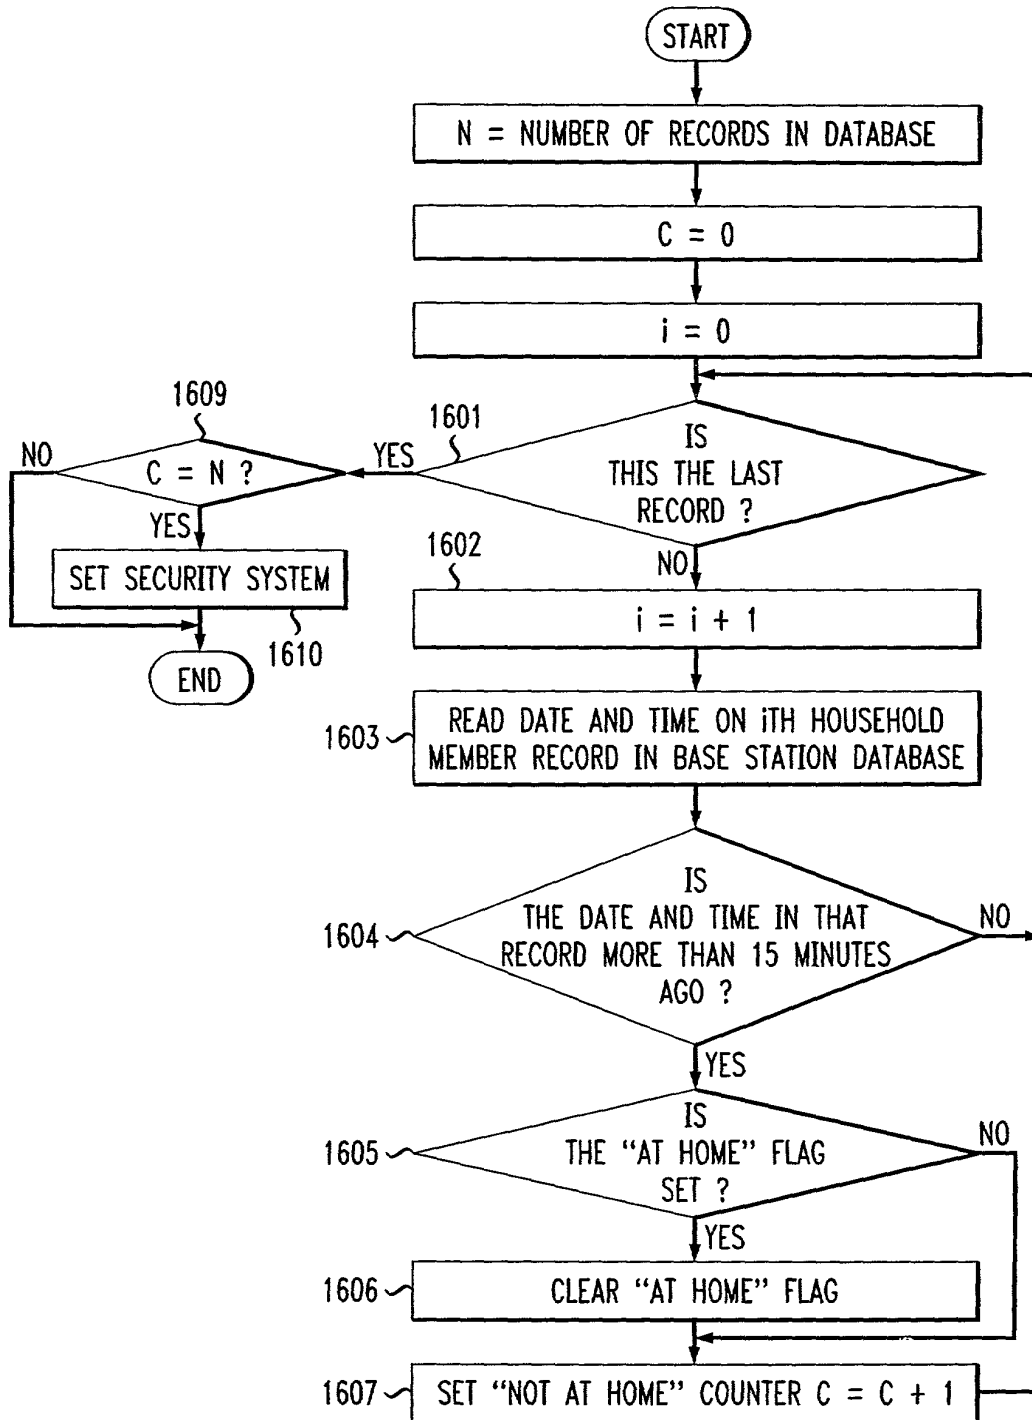 START
N = NUMBER OF RECORDS IN DATABASE
C = 0
i = 0
1609
1601
NO
C = N ?
YES
IS
THIS THE LAST
RECORD ?
YES
1602
NO
SET SECURITY SYSTEM
i = i + 1
1610
END
1603
READ DATE AND TIME ON iTH HOUSEHOLD
MEMBER RECORD IN BASE STATION DATABASE
1604
IS
THE DATE AND TIME IN THAT
RECORD MORE THAN 15 MINUTES
AGO ?
NO
YES
1605
IS
THE “AT HOME” FLAG
SET ?
NO
YES
1606
CLEAR “AT HOME” FLAG
1607
SET “NOT AT HOME” COUNTER C = C + 1